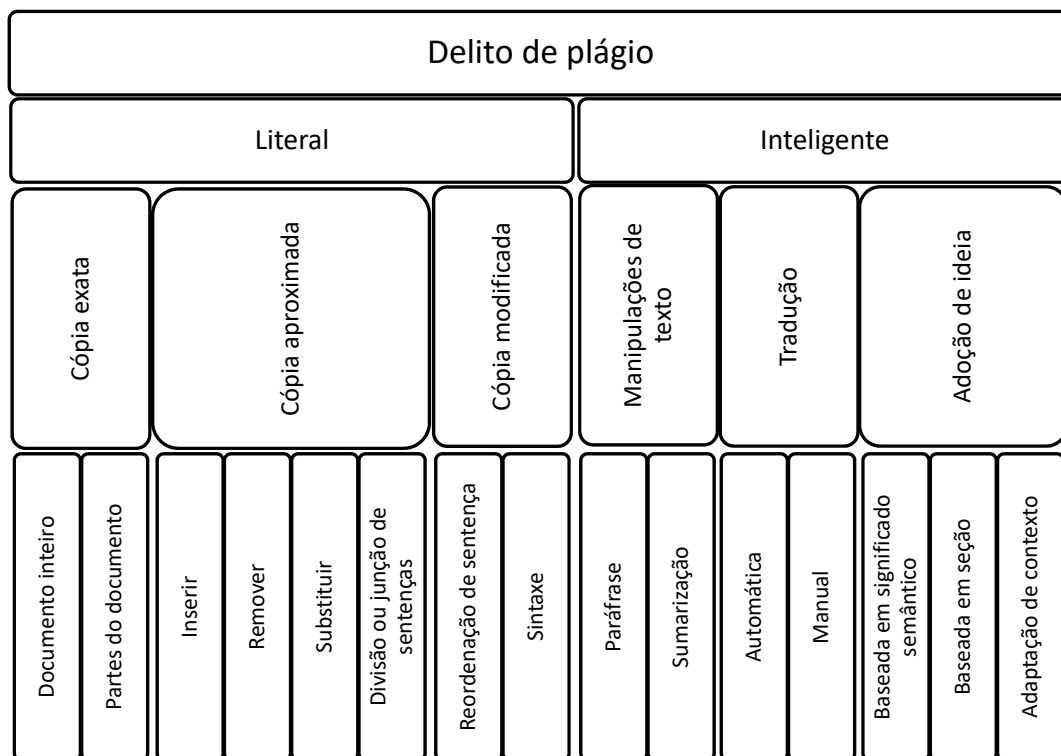 Delito de plágio
Literal
Inteligente
Cópia exata
Cópia aproximada
Cópia modificada
Manipulações de
texto
Tradução
Adoção de ideia
Documento inteiro
Partes do documento
Inserir
Remover
Substituir
Divisão ou junção de
sentenças
Reordenação de sentença
Sintaxe
Paráfrase
Sumarização
Automática
Manual
Baseada em significado
semântico
Baseada em seção
Adaptação de contexto